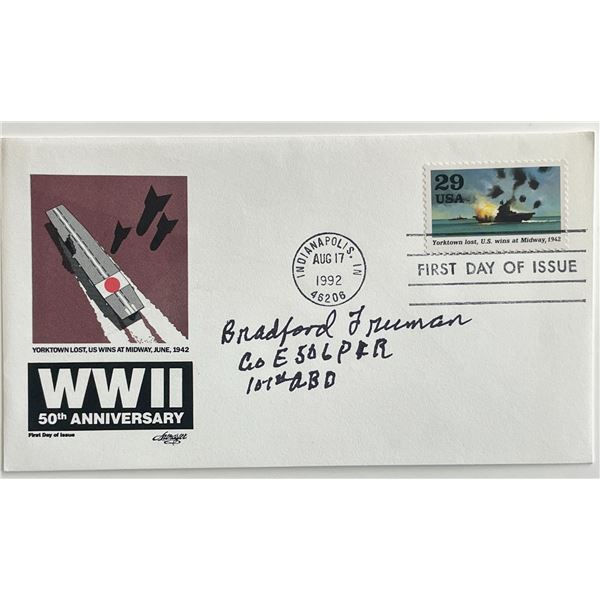 29
USA
Yorktown lost, U.S. wins at Midway, 1942
INDIANAPOLIS, IN
AUG 17
1992
46206
FIRST DAY OF ISSUE
Bradford Freeman
Co E 506 PIR
101st ABD
YORKTOWN LOST, US WINS AT MIDWAY, JUNE, 1942
WWII
50th ANNIVERSARY
First Day of Issue
Artmaster